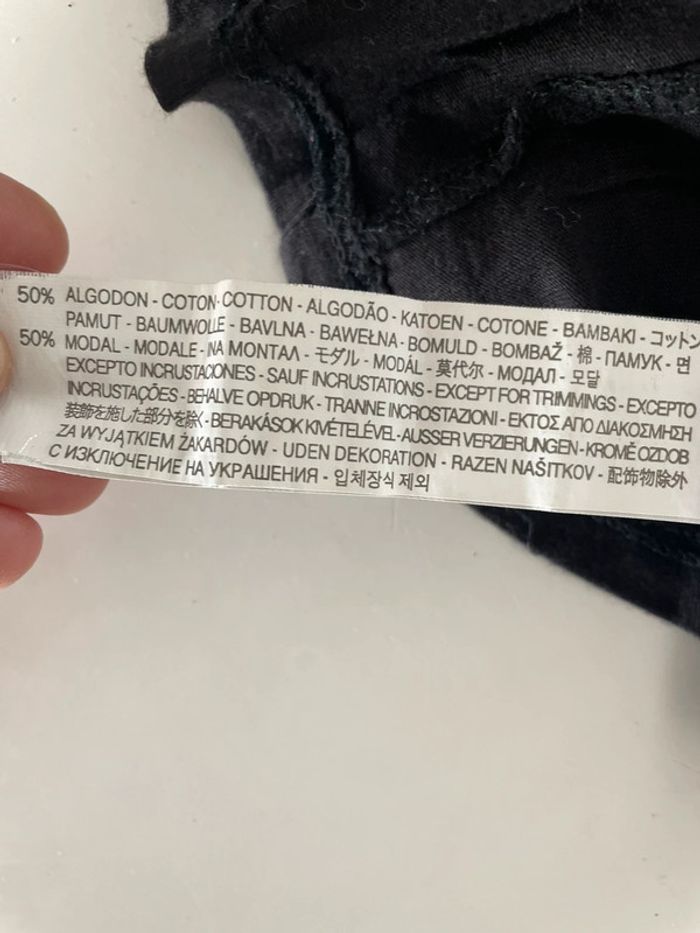 50% ALGODON - COTON - COTTON - ALGODÃO - KATOEN - COTONE - BAMBAKI - コットン
PAMUT - BAUMWOLLE - BAVLNA - BAWEŁNA - BOMULD - BOMBAŽ - 棉 - ПАМУК - 면
50% MODAL - MODALE - ΙΝΑ ΜΟΝΤΑΛ - モダル - MODÁL - 莫代尔 - МОДАЛ - 모달
EXCEPTO INCRUSTACIONES - SAUF INCRUSTATIONS - EXCEPT FOR TRIMMINGS - EXCEPTO
INCRUSTAÇÕES - BEHALVE OPDRUK - TRANNE INCROSTAZIONI - ΕΚΤΟΣ ΑΠΟ ΔΙΑΚΟΣΜΗΣΗ
装飾を施した部分を除く - BERAKÁSOK KIVÉTELÉVEL - AUSSER VERZIERUNGEN - KROMĚ OZDOB
ZA WYJĄTKIEM ŻAKARDÓW - UDEN DEKORATION - RAZEN NAŠITKOV - 配饰物除外
С ИЗКЛЮЧЕНИЕ НА УКРАШЕНИЯ - 입체장식 제외